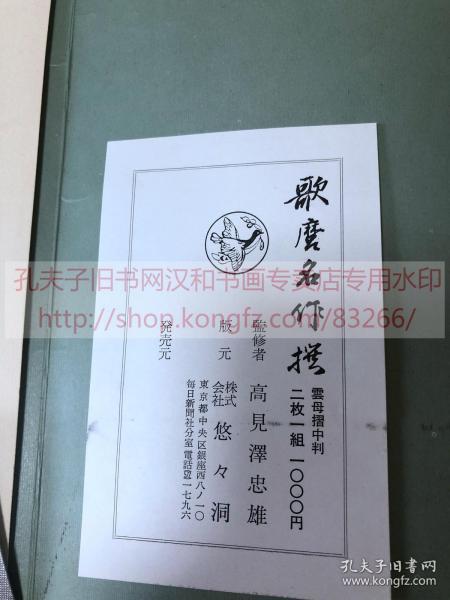 歌麿名作撰
雲母摺中判
二枚一組 一〇〇〇円
監修者 高見澤忠雄
版元 株式会社 悠々洞
東京都中央区銀座西八ノ一〇
毎日新聞社分室 電話 一七九六
発売元
孔夫子旧书网汉和书画专卖店专用水印
http://shop.kongfz.com/83266/
孔夫子旧书网
www.kongfz.com